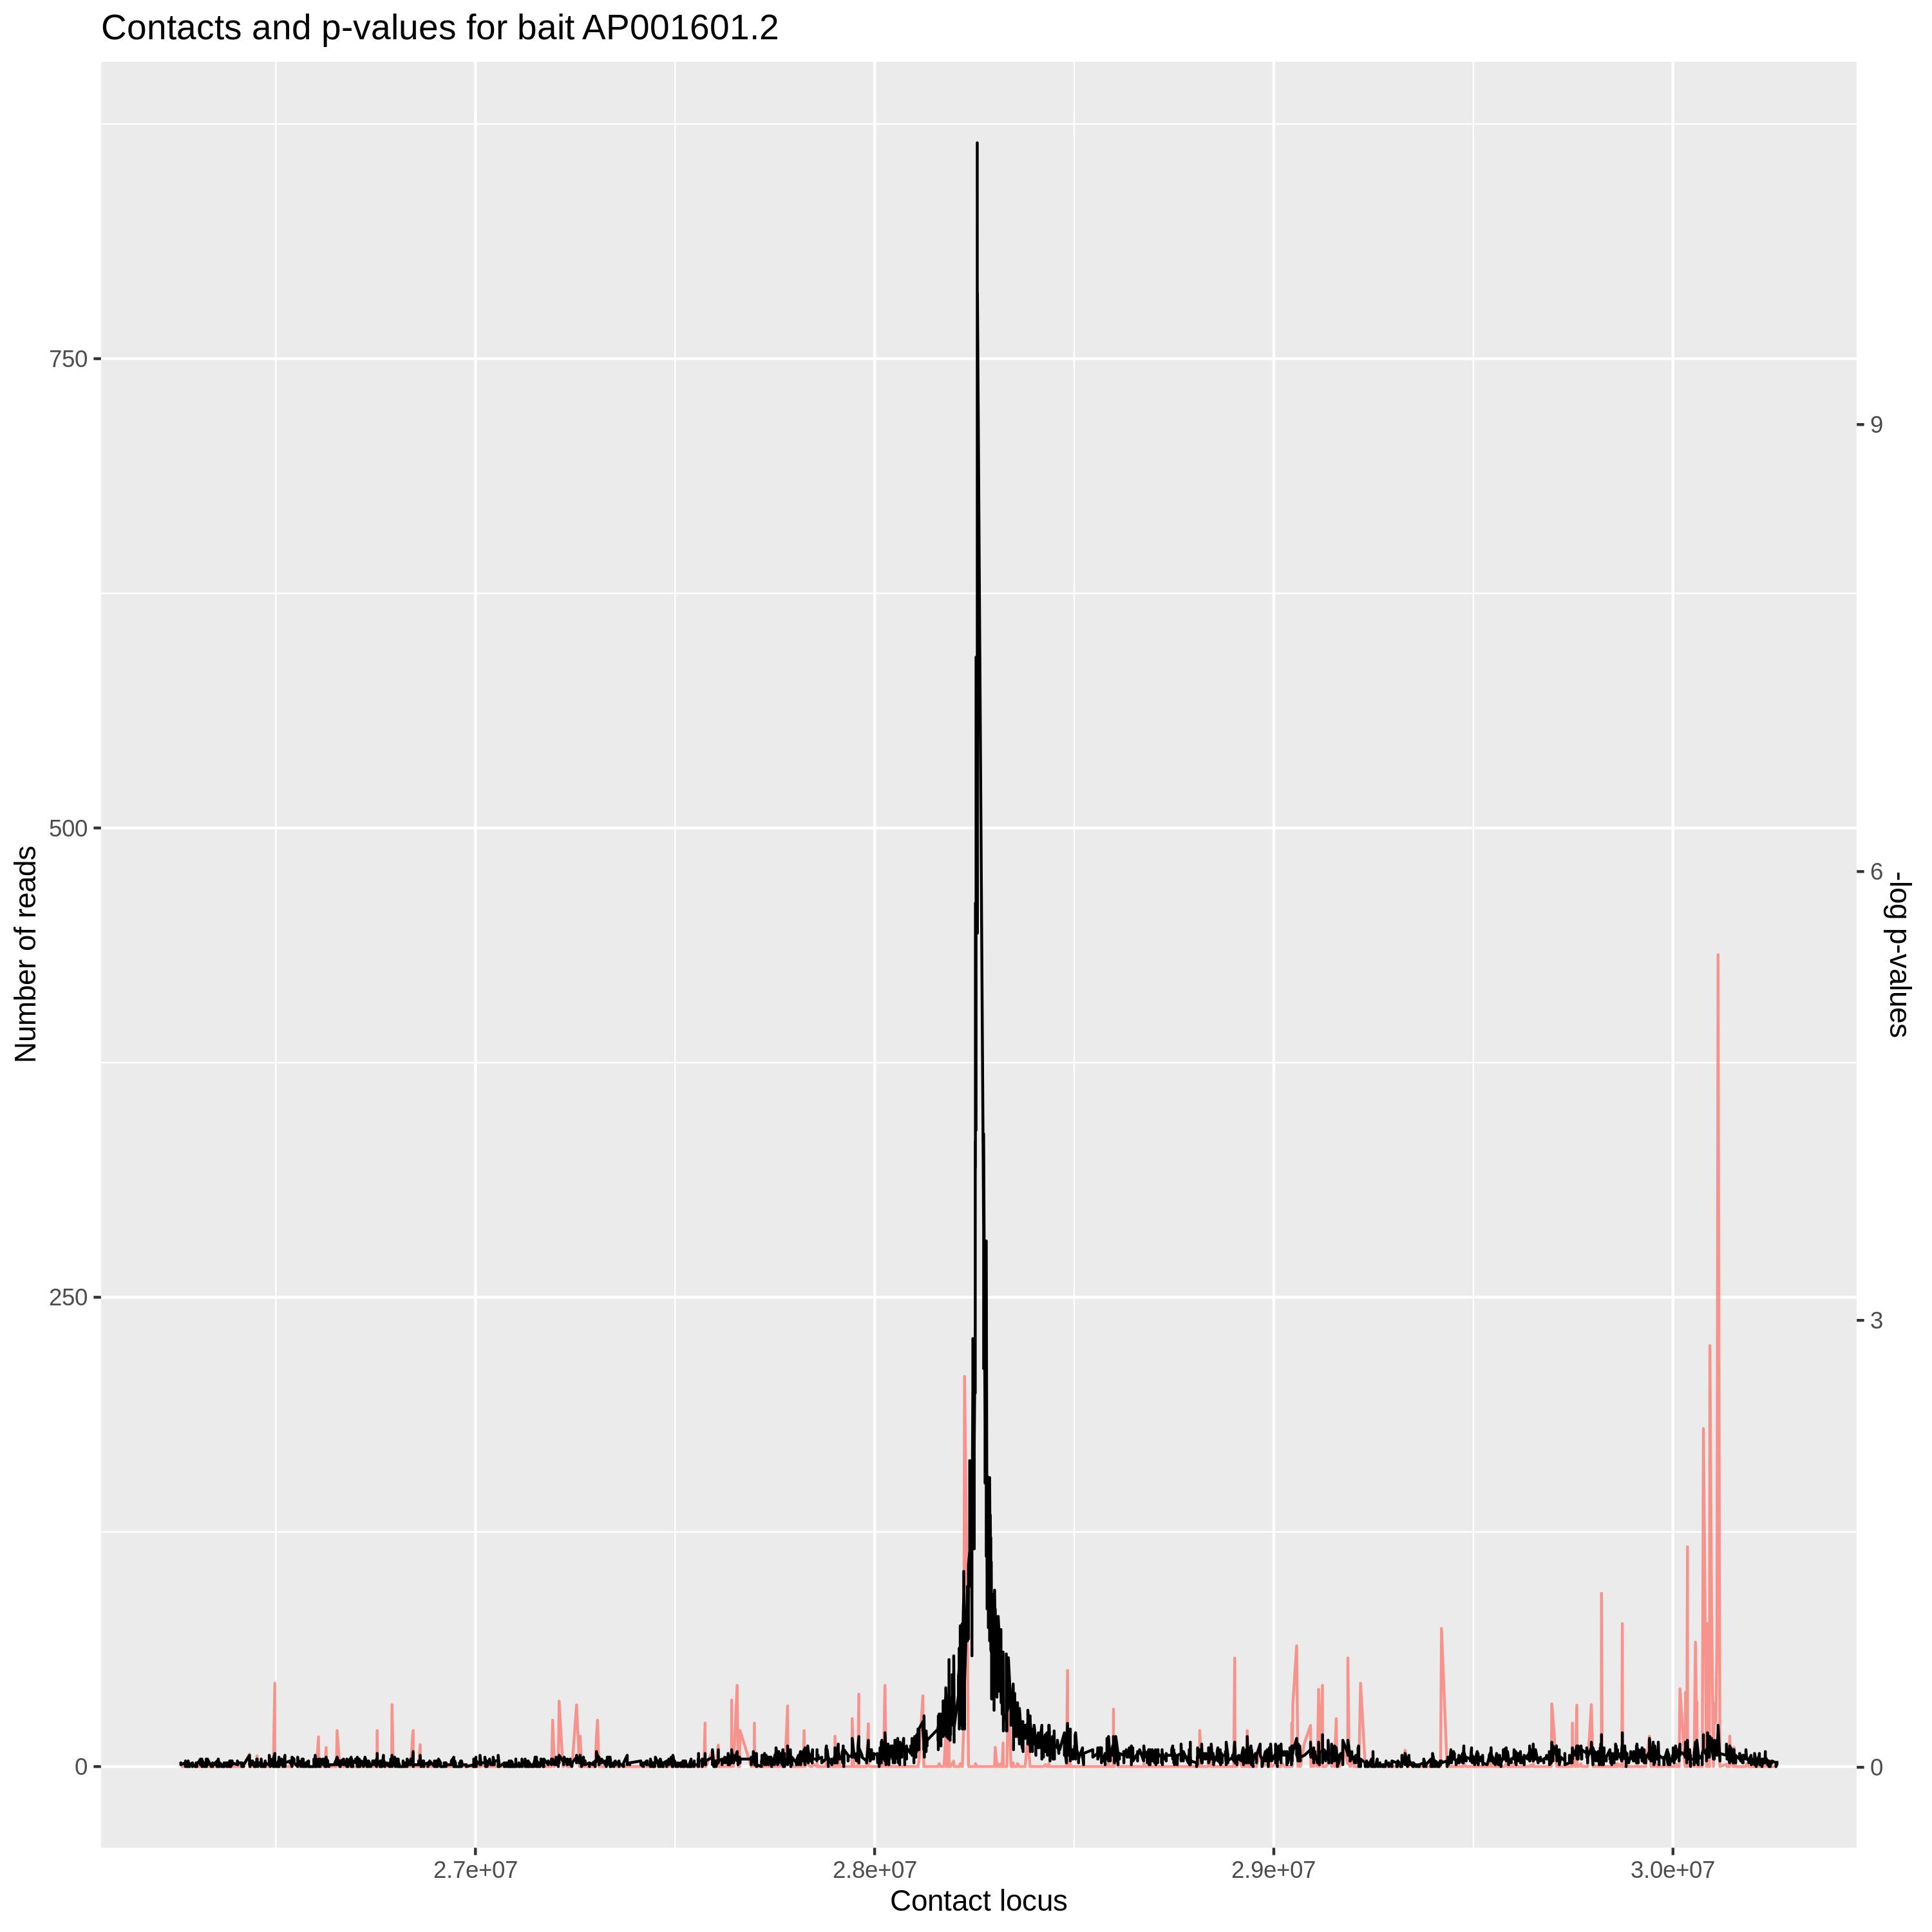 Contacts and p-values for bait AP001601.2
750
500
250
0
Number of reads
9
6
3
0
-log p-values
2.7e+07 2.8e+07 2.9e+07 3.0e+07
Contact locus